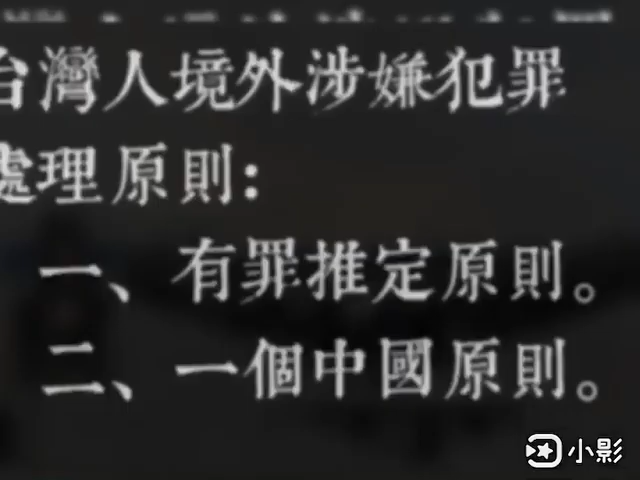 台灣人境外涉嫌犯罪
處理原則:
一、有罪推定原則。
二、一個中國原則。
小影